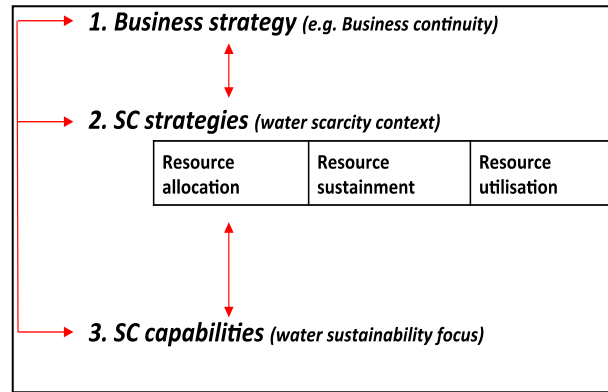 1. Business strategy (e.g. Business continuity)
2. SC strategies (water scarcity context)
Resource allocation
Resource sustainment
Resource utilisation
3. SC capabilities (water sustainability focus)